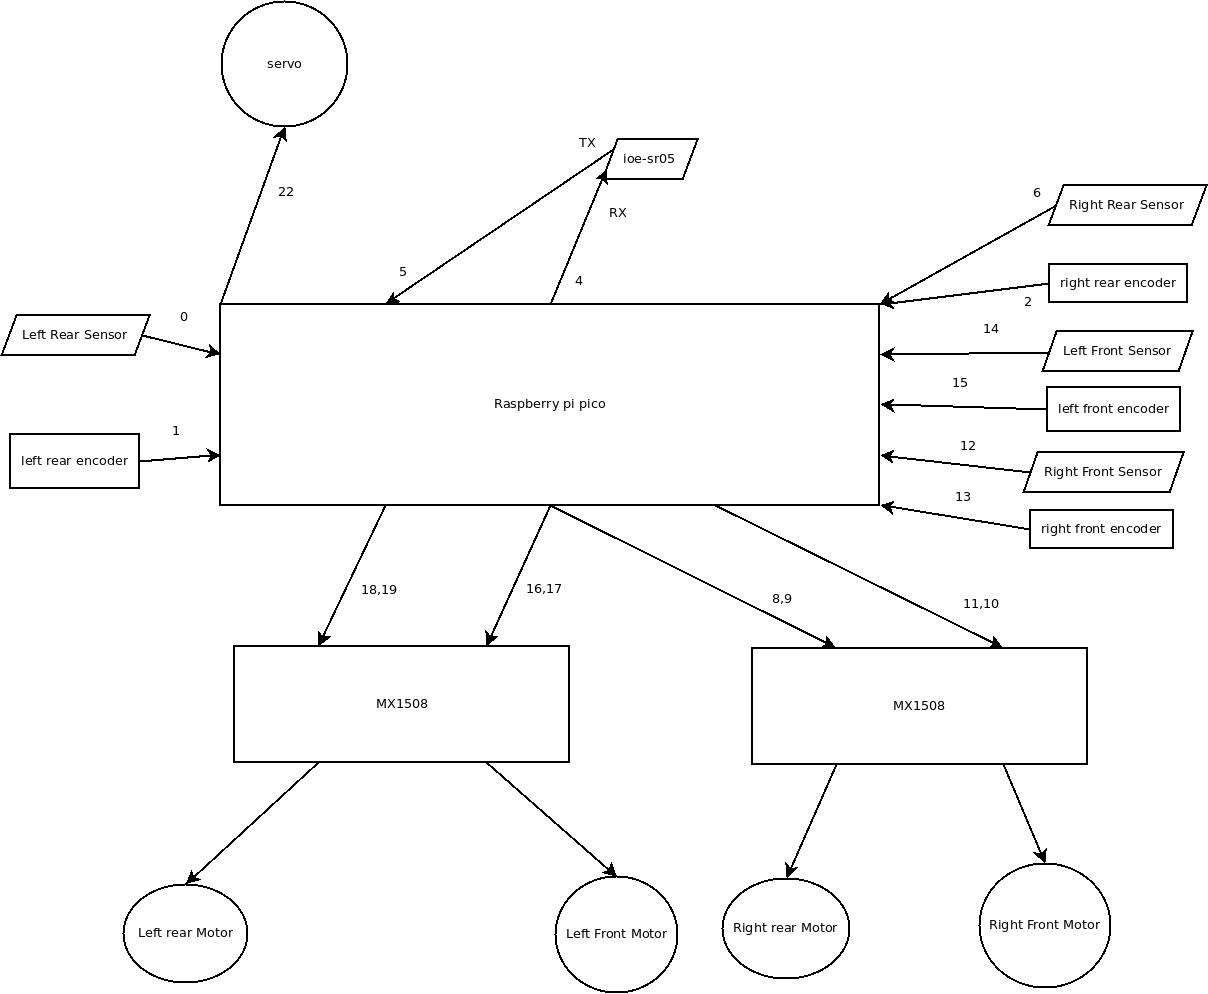 servo
TX
ioe-sr05
22
6
Right Rear Sensor
RX
5
4
right rear encoder
2
0
Left Rear Sensor
14
Left Front Sensor
15
Raspberry pi pico
left front encoder
1
left rear encoder
12
Right Front Sensor
13
right front encoder
18,19
16,17
8,9
11,10
MX1508
MX1508
Left rear Motor
Left Front Motor
Right rear Motor
Right Front Motor